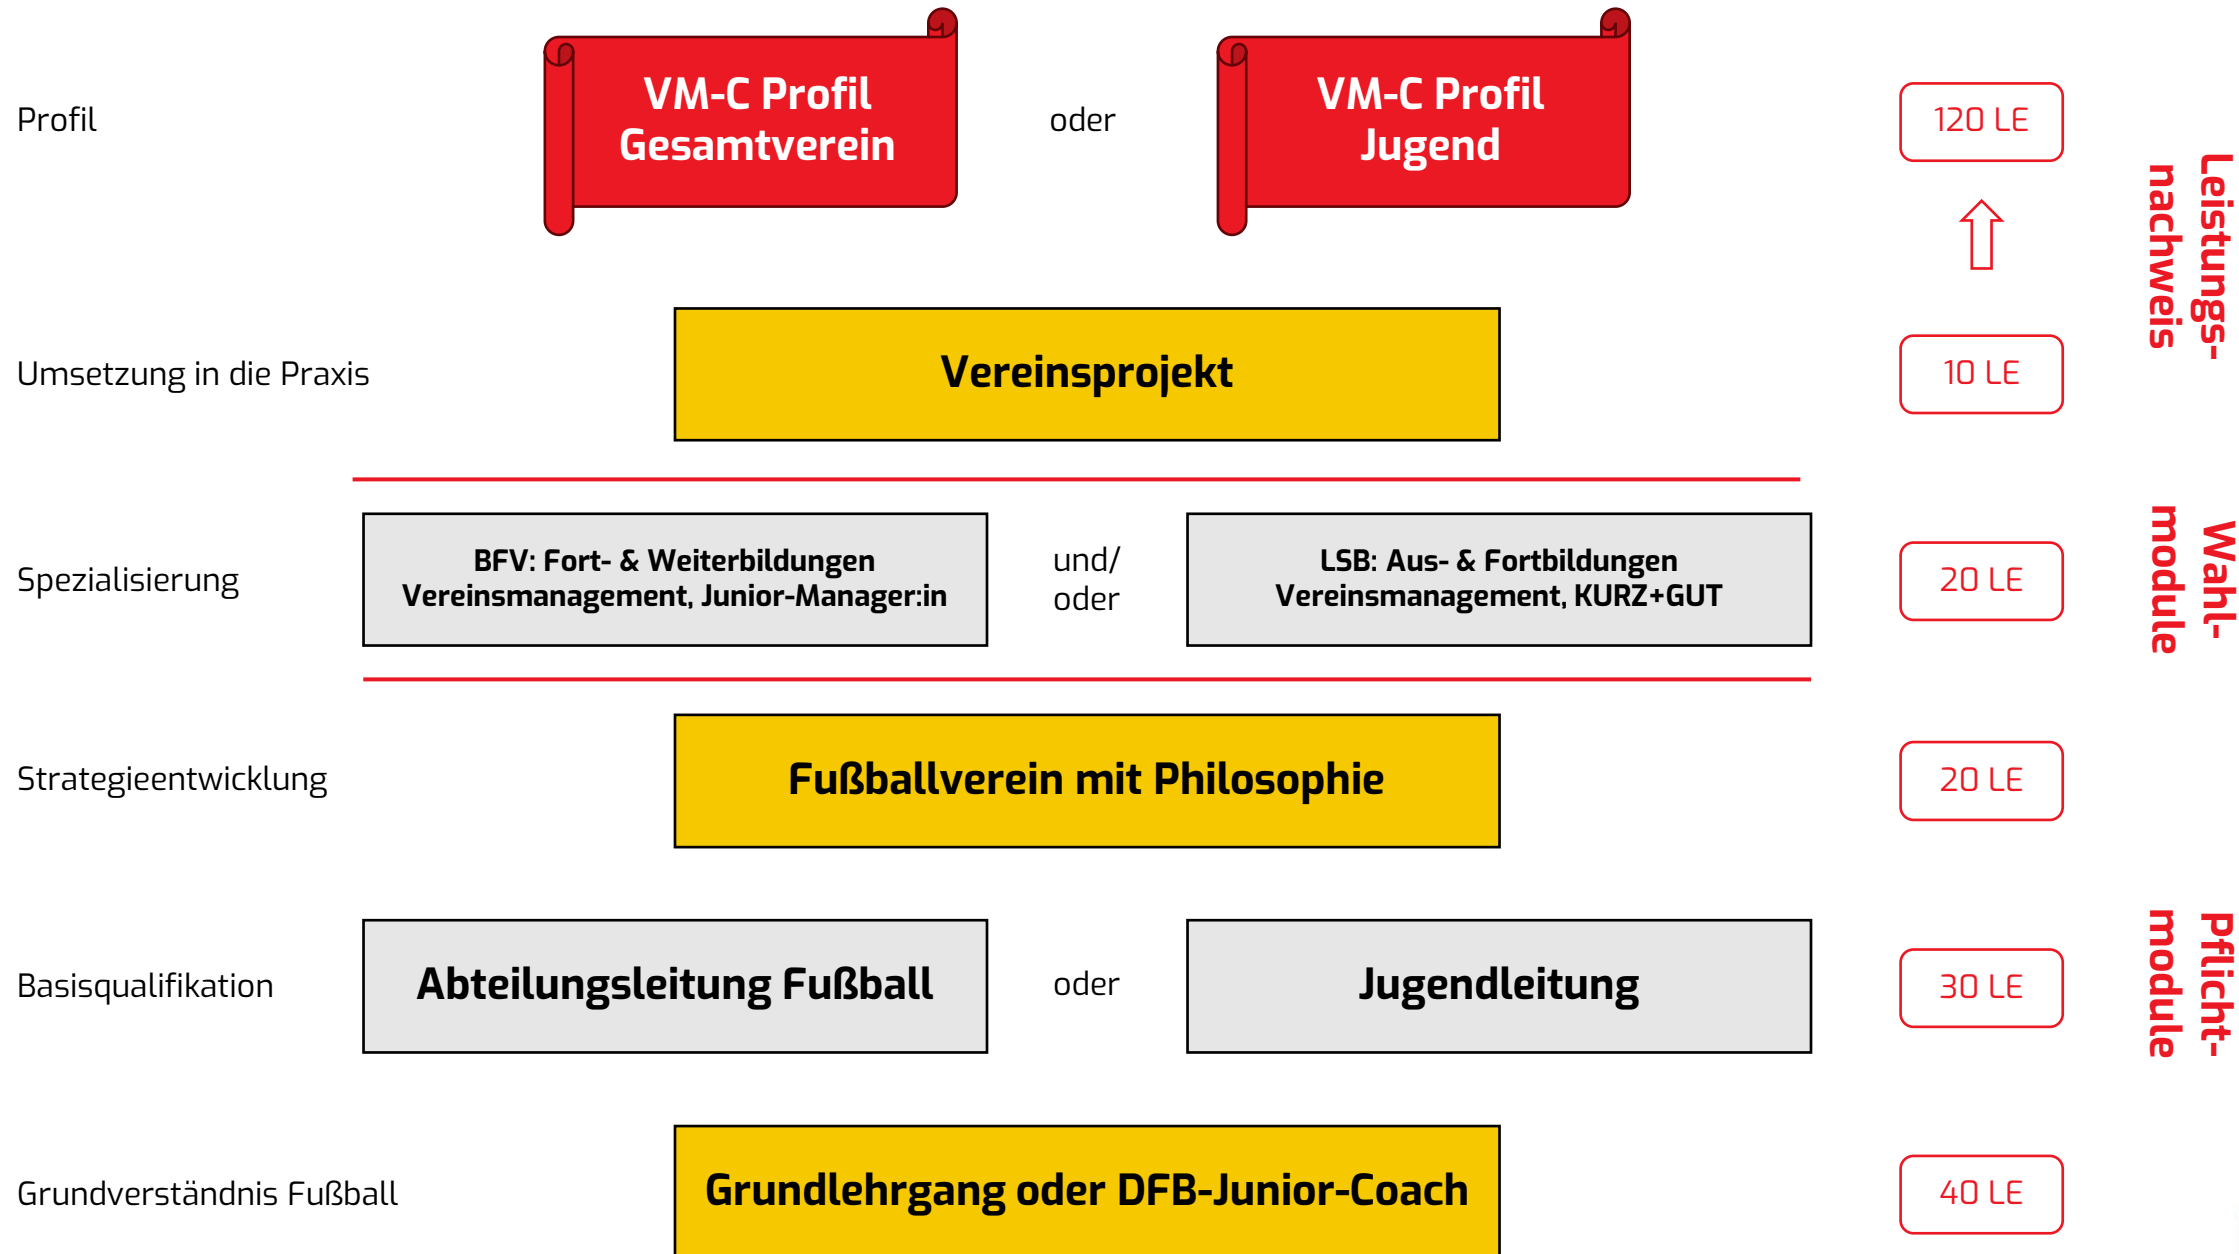 Profil
VM-C Profil
Gesamtverein
oder
VM-C Profil
Jugend
120 LE
Leistungs-
nachweis
Umsetzung in die Praxis
Vereinsprojekt
10 LE
Spezialisierung
BFV: Fort- & Weiterbildungen
Vereinsmanagement, Junior-Manager:in
und/
oder
LSB: Aus- & Fortbildungen
Vereinsmanagement, KURZ+GUT
20 LE
Wahl-
module
Strategieentwicklung
Fußballverein mit Philosophie
20 LE
Basisqualifikation
Abteilungsleitung Fußball
oder
Jugendleitung
30 LE
Pflicht-
module
Grundverständnis Fußball
Grundlehrgang oder DFB-Junior-Coach
40 LE